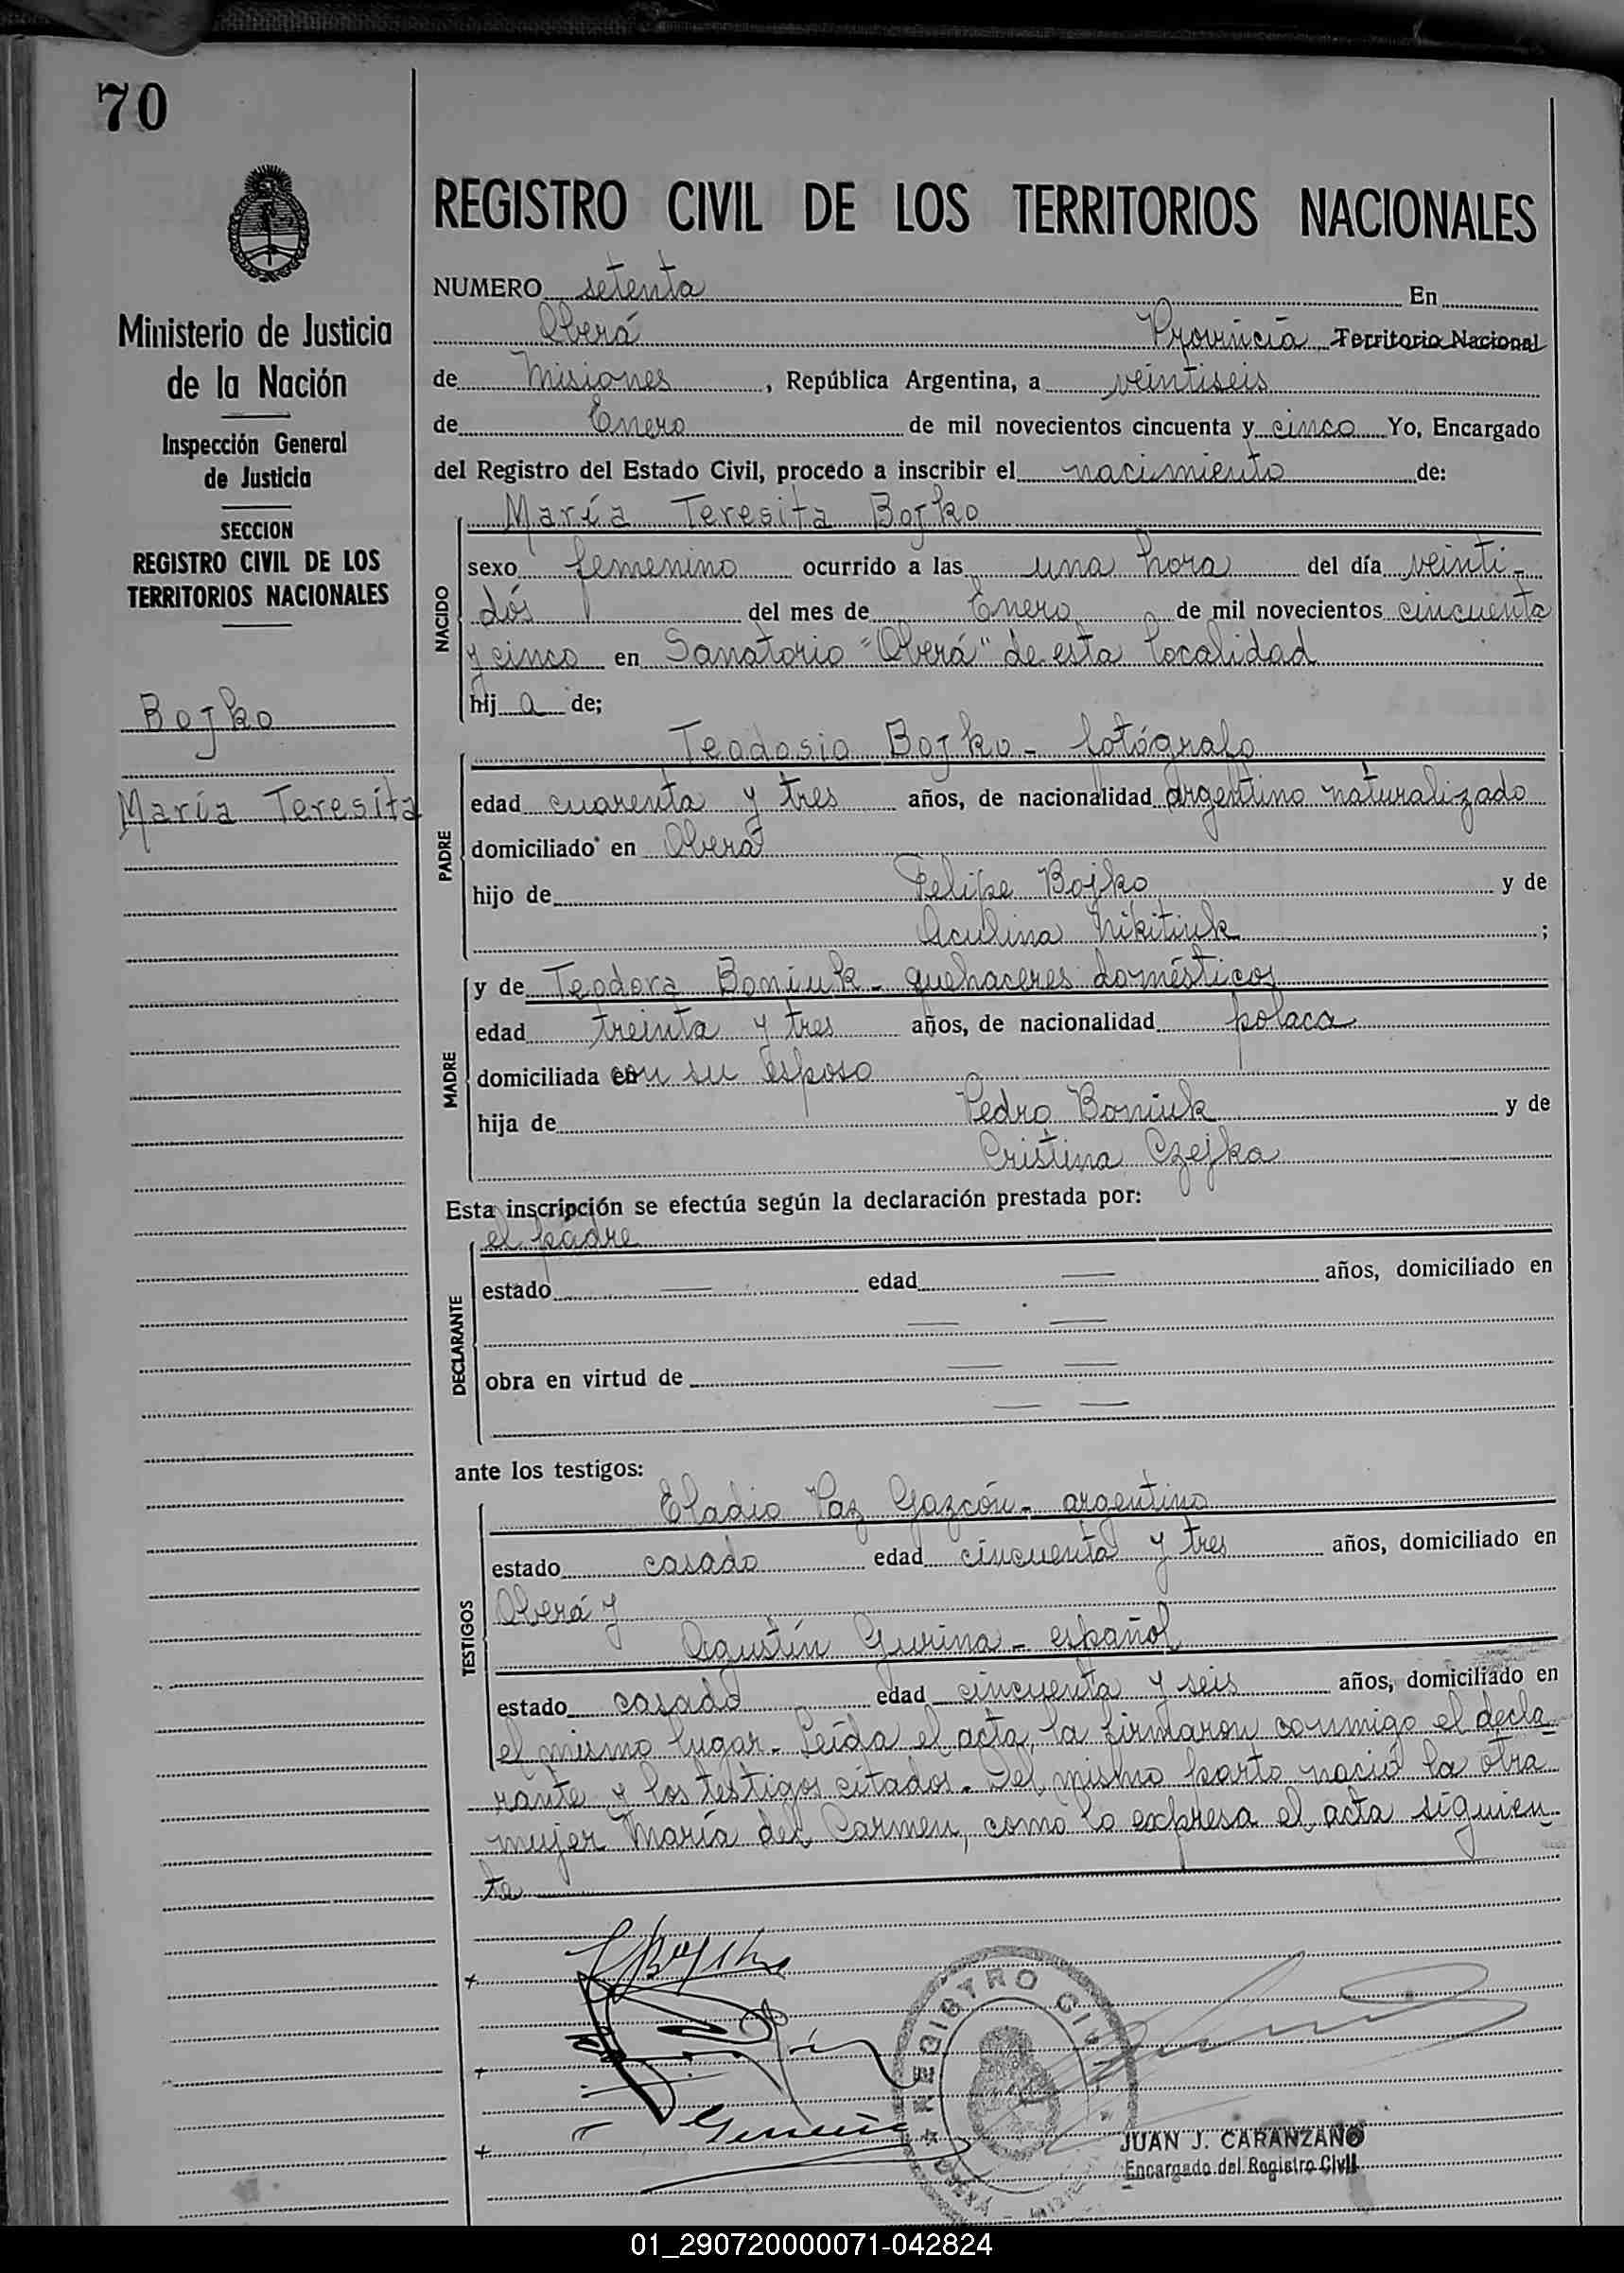 70
REGISTRO CIVIL DE LOS TERRITORIOS NACIONALES
Ministerio de Justicia
de la Nación
Inspección General
de Justicia
SECCION
REGISTRO CIVIL DE LOS
TERRITORIOS NACIONALES
Bojko
María Teresita
NUMERO setenta En
Oberá Provincia Territorio Nacional
de Misiones, República Argentina, a veintiseis
de Enero de mil novecientos cincuenta y cinco Yo, Encargado
del Registro del Estado Civil, procedo a inscribir el nacimiento de:
María Teresita Bojko
NACIDO
sexo femenino ocurrido a las una hora del día veinti-
dós del mes de Enero de mil novecientos cincuenta
y cinco en Sanatorio "Oberá" de esta localidad
hij a de;
PADRE
Teodosio Bojko - fotógrafo
edad cuarenta y tres años, de nacionalidad argentino naturalizado
domiciliado en Oberá
hijo de Felipe Bojko y de
Aculina Nikitiuk ;
MADRE
y de Teodora Boniuk - quehaceres domésticos
edad treinta y tres años, de nacionalidad polaca
domiciliada con su esposo
hija de Pedro Boniuk y de
Cristina Czejka
Esta inscripción se efectúa según la declaración prestada por:
DECLARANTE
el padre
estado — edad — años, domiciliado en
— —
obra en virtud de — —
— —
ante los testigos:
TESTIGOS
Eladio Paz Gazcón - argentino
estado casado edad cincuenta y tres años, domiciliado en
Oberá y
Agustín Gurina - español
estado casado edad cincuenta y seis años, domiciliado en
el mismo lugar. Leída el acta, la firmaron conmigo el decla-
rante y los testigos citados. Del mismo parto nació la otra
mujer María del Carmen, como lo expresa el acta siguien-
te
REGISTRO CIVIL
OBERÁ
JUAN J. CARANZANO
Encargado del Registro Civil
01_290720000071-042824